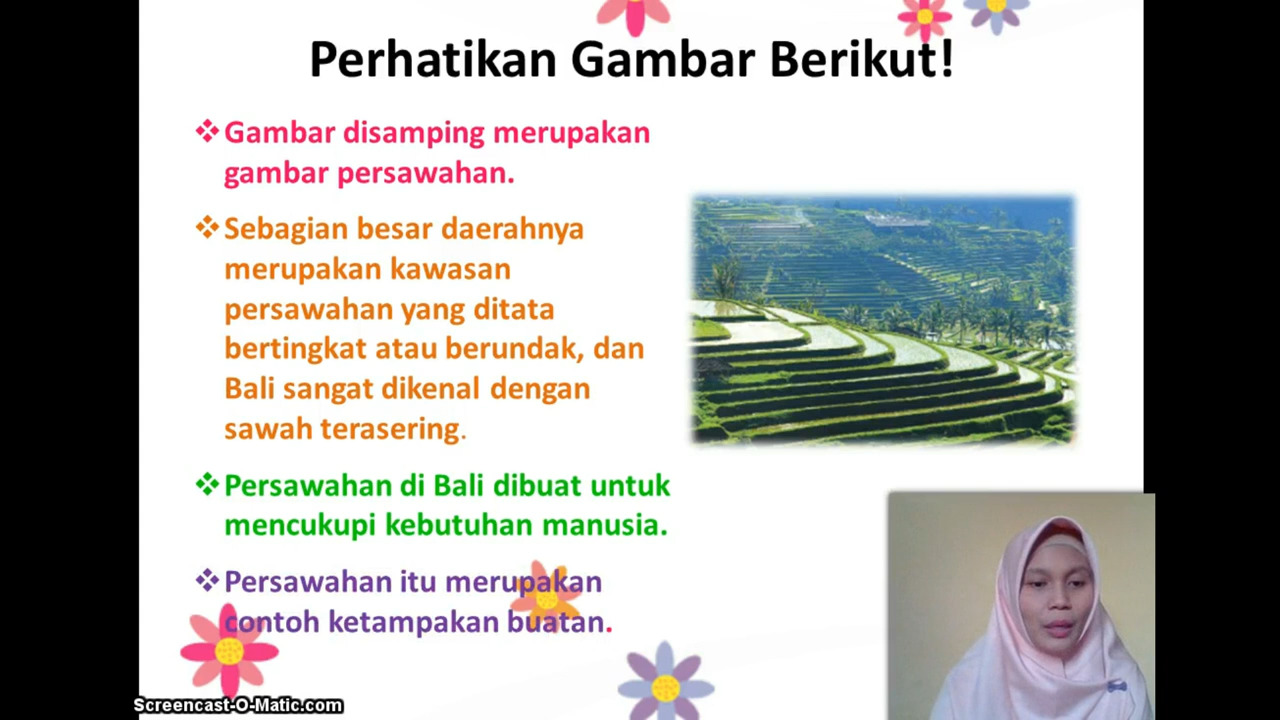 Perhatikan Gambar Berikut!
❖Gambar disamping merupakan
gambar persawahan.
❖Sebagian besar daerahnya
merupakan kawasan
persawahan yang ditata
bertingkat atau berundak, dan
Bali sangat dikenal dengan
sawah terasering.
❖Persawahan di Bali dibuat untuk
mencukupi kebutuhan manusia.
❖Persawahan itu merupakan
contoh ketampakan buatan.
Screencast-O-Matic.com